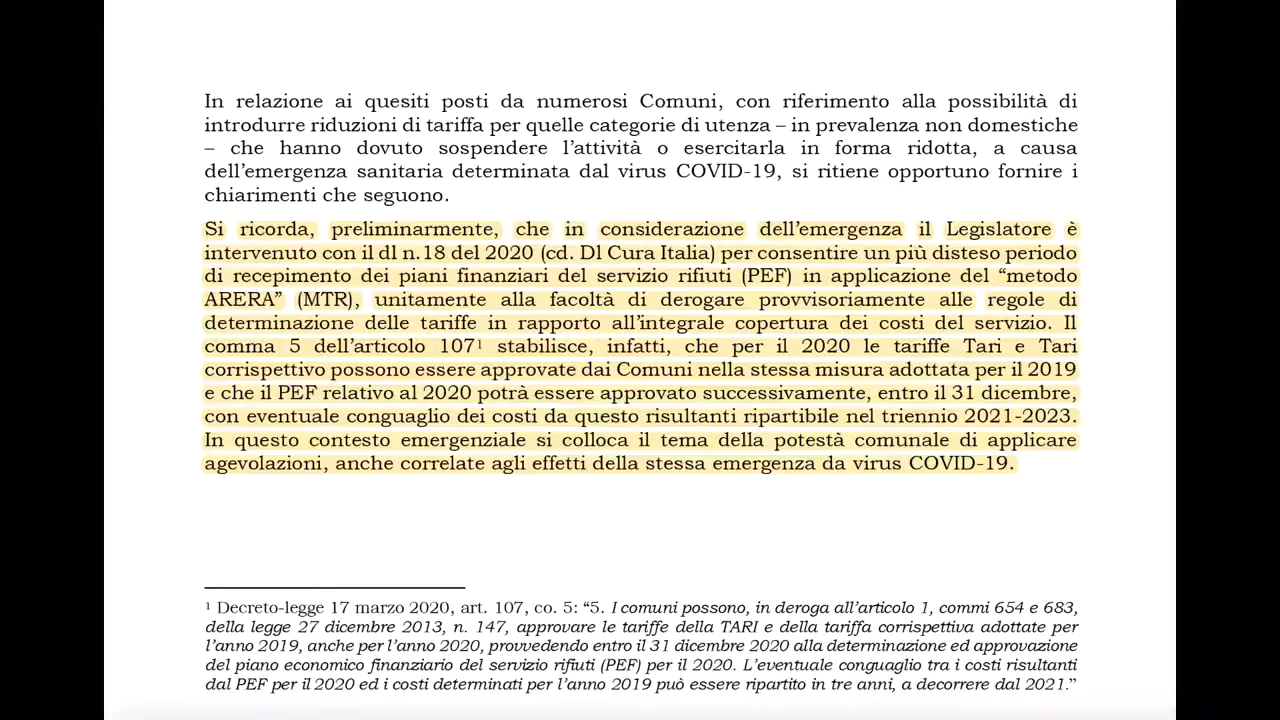 In relazione ai quesiti posti da numerosi Comuni, con riferimento alla possibilità di
introdurre riduzioni di tariffa per quelle categorie di utenza – in prevalenza non domestiche
– che hanno dovuto sospendere l’attività o esercitarla in forma ridotta, a causa
dell’emergenza sanitaria determinata dal virus COVID-19, si ritiene opportuno fornire i
chiarimenti che seguono.
Si ricorda, preliminarmente, che in considerazione dell’emergenza il Legislatore è
intervenuto con il dl n.18 del 2020 (cd. Dl Cura Italia) per consentire un più disteso periodo
di recepimento dei piani finanziari del servizio rifiuti (PEF) in applicazione del “metodo
ARERA” (MTR), unitamente alla facoltà di derogare provvisoriamente alle regole di
determinazione delle tariffe in rapporto all’integrale copertura dei costi del servizio. Il
comma 5 dell’articolo 107¹ stabilisce, infatti, che per il 2020 le tariffe Tari e Tari
corrispettivo possono essere approvate dai Comuni nella stessa misura adottata per il 2019
e che il PEF relativo al 2020 potrà essere approvato successivamente, entro il 31 dicembre,
con eventuale conguaglio dei costi da questo risultanti ripartibile nel triennio 2021-2023.
In questo contesto emergenziale si colloca il tema della potestà comunale di applicare
agevolazioni, anche correlate agli effetti della stessa emergenza da virus COVID-19.
¹ Decreto-legge 17 marzo 2020, art. 107, co. 5: “5. I comuni possono, in deroga all’articolo 1, commi 654 e 683,
della legge 27 dicembre 2013, n. 147, approvare le tariffe della TARI e della tariffa corrispettiva adottate per
l’anno 2019, anche per l’anno 2020, provvedendo entro il 31 dicembre 2020 alla determinazione ed approvazione
del piano economico finanziario del servizio rifiuti (PEF) per il 2020. L’eventuale conguaglio tra i costi risultanti
dal PEF per il 2020 ed i costi determinati per l’anno 2019 può essere ripartito in tre anni, a decorrere dal 2021.”